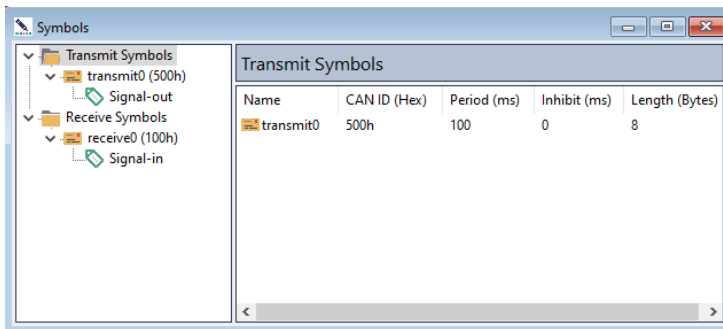 Symbols
Transmit Symbols
transmit0 (500h)
Signal-out
Receive Symbols
receive0 (100h)
Signal-in
Transmit Symbols
Name CAN ID (Hex) Period (ms) Inhibit (ms) Length (Bytes)
transmit0 500h 100 0 8